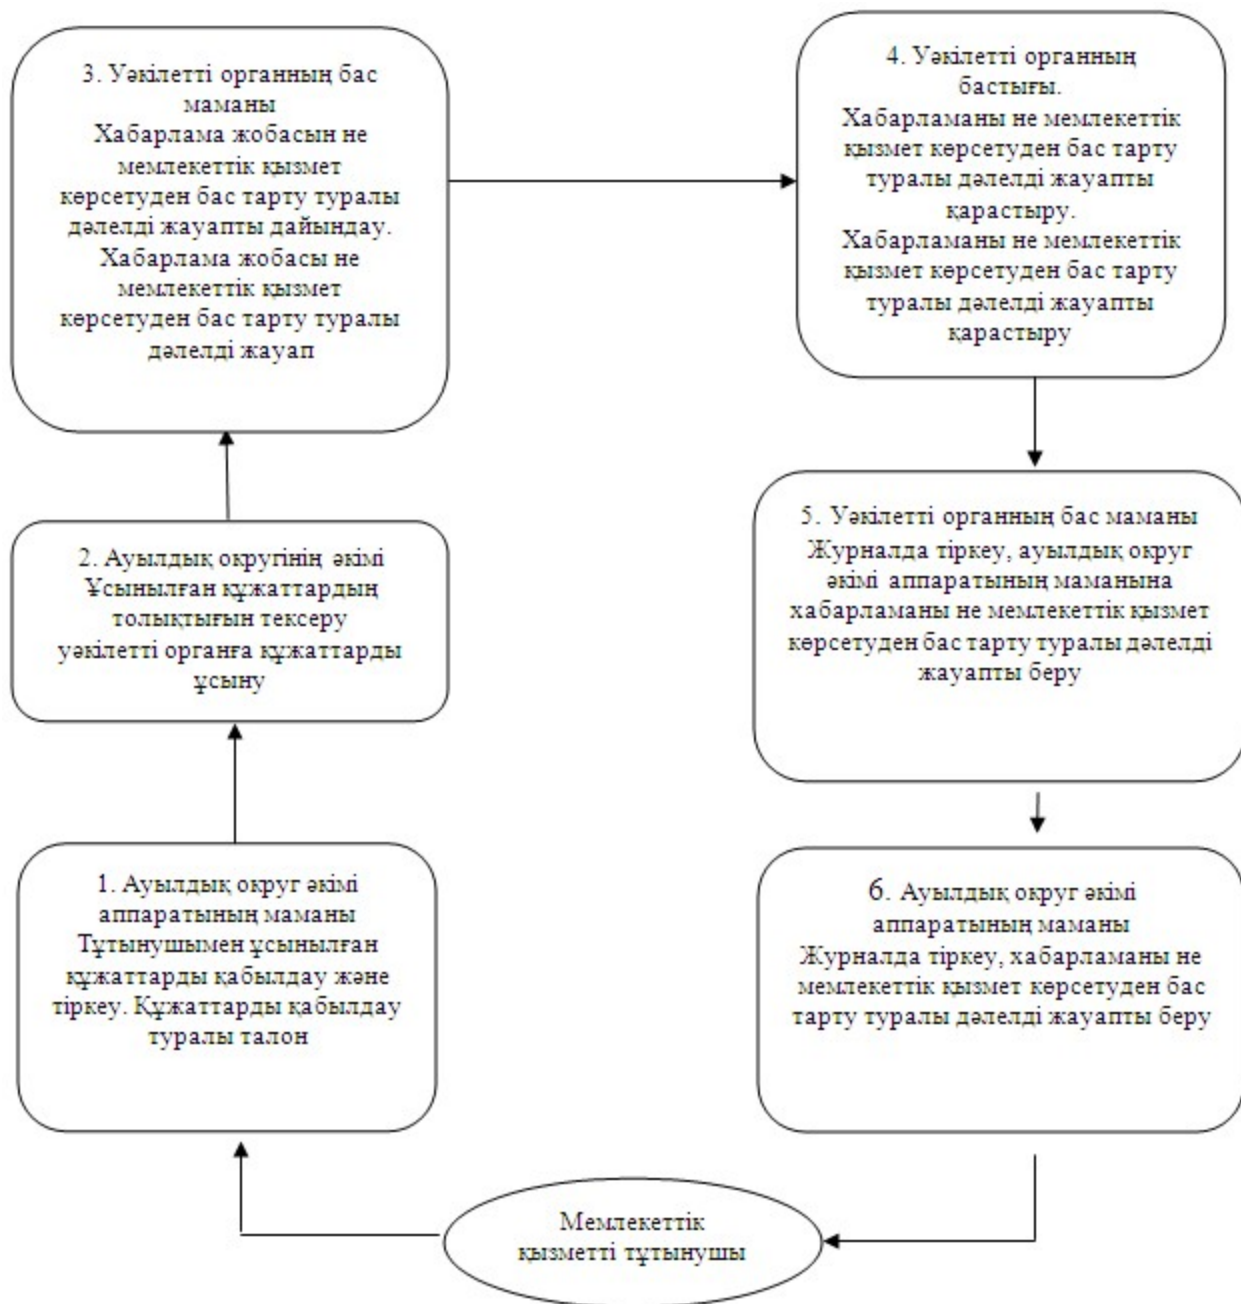 3. Уәкілетті органның бас
маманы
Хабарлама жобасын не
мемлекеттік қызмет
көрсетуден бас тарту туралы
дәлелді жауапты дайындау.
Хабарлама жобасы не
мемлекеттік қызмет
көрсетуден бас тарту туралы
дәлелді жауап
4. Уәкілетті органның
бастығы.
Хабарламаны не мемлекеттік
қызмет көрсетуден бас тарту
туралы дәлелді жауапты
қарастыру.
Хабарламаны не мемлекеттік
қызмет көрсетуден бас тарту
туралы дәлелді жауапты
қарастыру
2. Ауылдық округінің әкімі
Ұсынылған құжаттардың
толықтығын тексеру
уәкілетті органға құжаттарды
ұсыну
5. Уәкілетті органның бас маманы
Журналда тіркеу, ауылдық округ
әкімі аппаратының маманына
хабарламаны не мемлекеттік қызмет
көрсетуден бас тарту туралы дәлелді
жауапты беру
1. Ауылдық округ әкімі
аппаратының маманы
Тұтынушымен ұсынылған
құжаттарды қабылдау және
тіркеу. Құжаттарды қабылдау
туралы талон
6. Ауылдық округ әкімі
аппаратының маманы
Журналда тіркеу, хабарламаны не
мемлекеттік қызмет көрсетуден бас
тарту туралы дәлелді жауапты беру
Мемлекеттік
қызметті тұтынушы